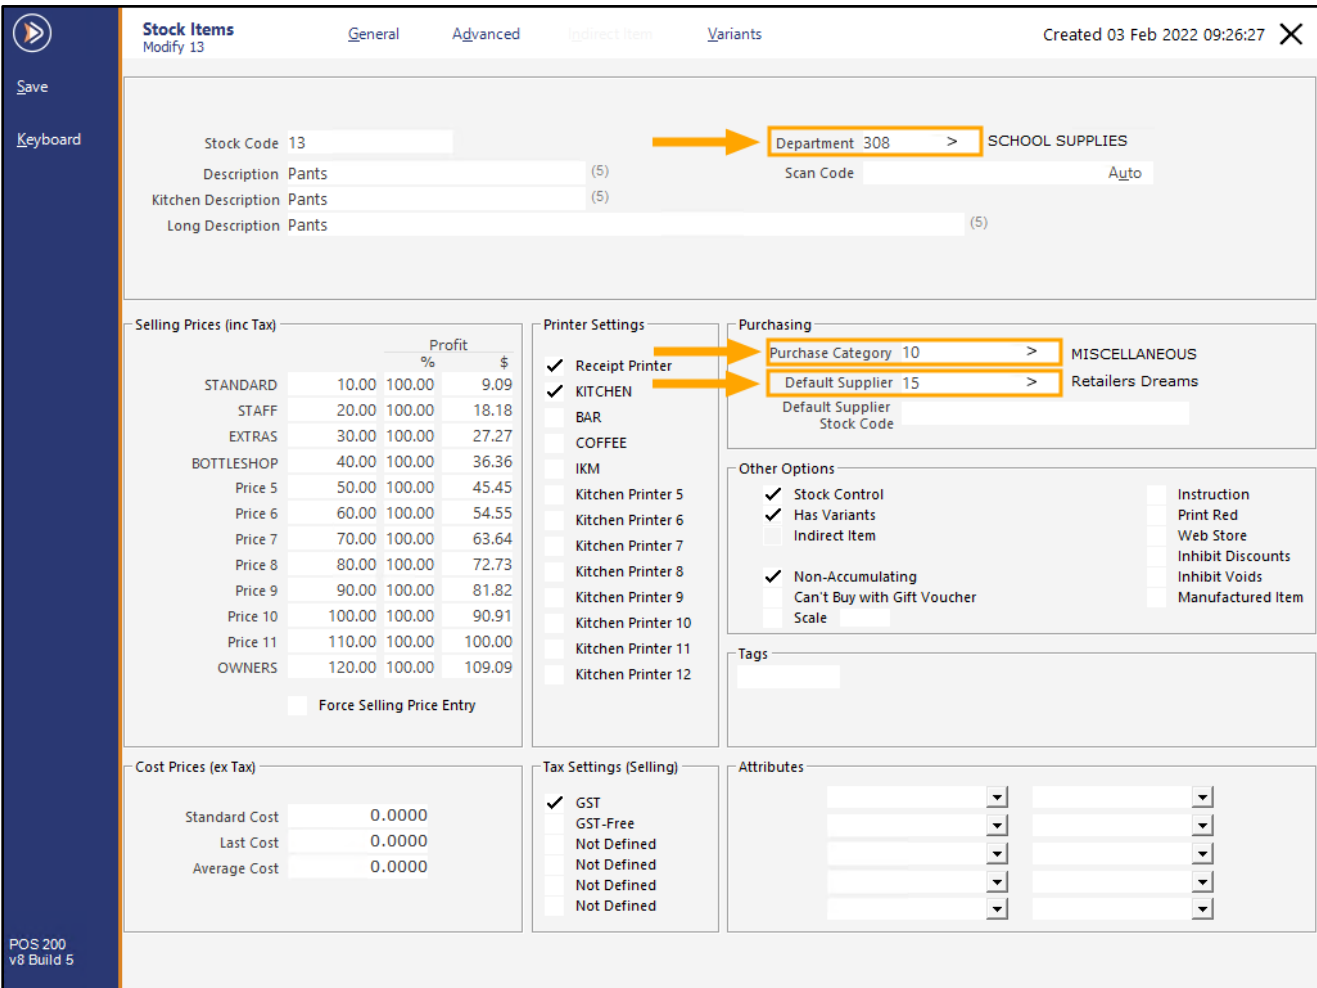 Stock Items
Modify 13
General
Advanced
Indirect Item
Variants
Created 03 Feb 2022 09:26:27
Save
Keyboard
Stock Code 13
Department 308 > SCHOOL SUPPLIES
Description Pants (5)
Scan Code Auto
Kitchen Description Pants (5)
Long Description Pants (5)
Selling Prices (inc Tax)
Profit
% $
STANDARD 10.00 100.00 9.09
STAFF 20.00 100.00 18.18
EXTRAS 30.00 100.00 27.27
BOTTLESHOP 40.00 100.00 36.36
Price 5 50.00 100.00 45.45
Price 6 60.00 100.00 54.55
Price 7 70.00 100.00 63.64
Price 8 80.00 100.00 72.73
Price 9 90.00 100.00 81.82
Price 10 100.00 100.00 90.91
Price 11 110.00 100.00 100.00
OWNERS 120.00 100.00 109.09
Force Selling Price Entry
Printer Settings
Receipt Printer
KITCHEN
BAR
COFFEE
IKM
Kitchen Printer 5
Kitchen Printer 6
Kitchen Printer 7
Kitchen Printer 8
Kitchen Printer 9
Kitchen Printer 10
Kitchen Printer 11
Kitchen Printer 12
Purchasing
Purchase Category 10 > MISCELLANEOUS
Default Supplier 15 > Retailers Dreams
Default Supplier
Stock Code
Other Options
Stock Control
Has Variants
Indirect Item
Non-Accumulating
Can't Buy with Gift Voucher
Scale
Instruction
Print Red
Web Store
Inhibit Discounts
Inhibit Voids
Manufactured Item
Tags
Cost Prices (ex Tax)
Standard Cost 0.0000
Last Cost 0.0000
Average Cost 0.0000
Tax Settings (Selling)
GST
GST-Free
Not Defined
Not Defined
Not Defined
Not Defined
Attributes
POS 200
v8 Build 5